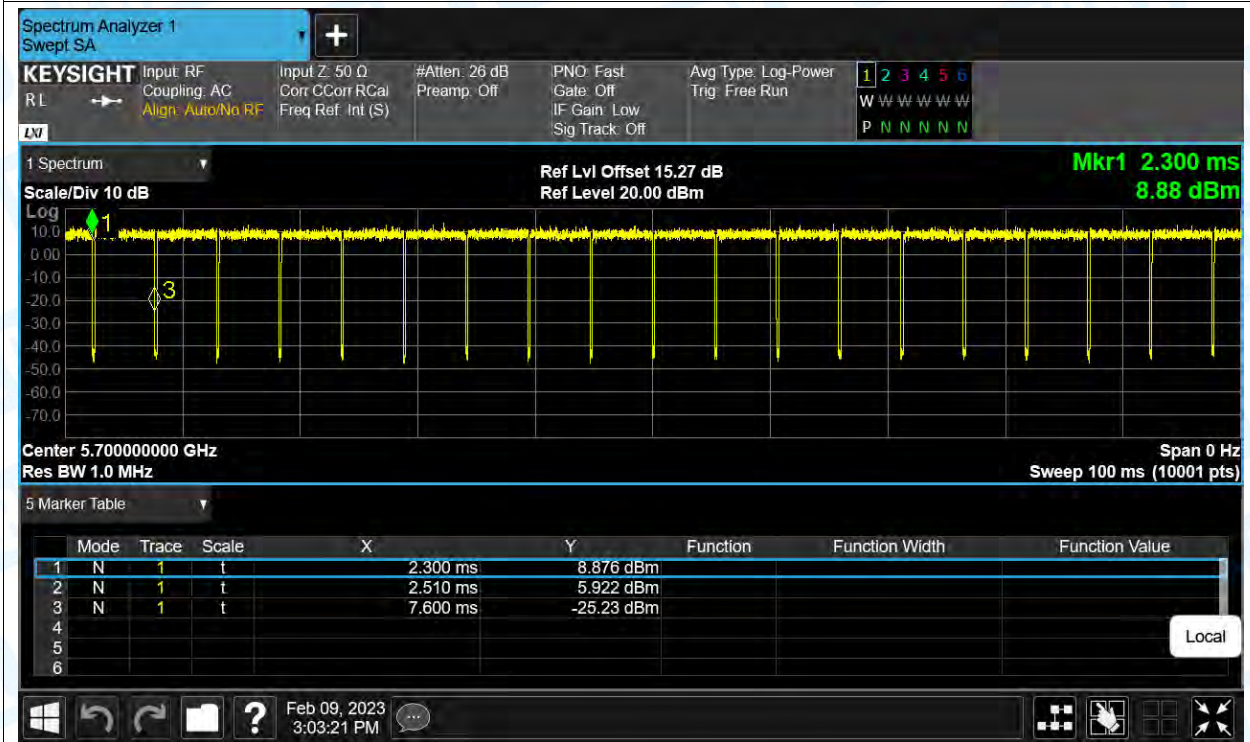 Spectrum Analyzer 1
Swept SA
+
KEYSIGHT Input: RF Input Z: 50 Ω #Atten: 26 dB PNO: Fast Avg Type: Log-Power 1 2 3 4 5 6
R L Coupling: AC Corr CCorr RCal Preamp: Off Gate: Off Trig: Free Run W W W W W W
Align: Auto/No RF Freq Ref: Int (S) IF Gain: Low
LXI Sig Track: Off P N N N N N
1 Spectrum Ref Lvl Offset 15.27 dB Mkr1 2.300 ms
Scale/Div 10 dB Ref Level 20.00 dBm 8.88 dBm
Log
1
10.0
0.00
-10.0
3
-20.0
-30.0
-40.0
-50.0
-60.0
-70.0
Center 5.700000000 GHz Span 0 Hz
Res BW 1.0 MHz Sweep 100 ms (10001 pts)
5 Marker Table
Mode Trace Scale X Y Function Function Width Function Value
1 N 1 t 2.300 ms 8.876 dBm
2 N 1 t 2.510 ms 5.922 dBm
3 N 1 t 7.600 ms -25.23 dBm
4
5
6
Local
? Feb 09, 2023
3:03:21 PM